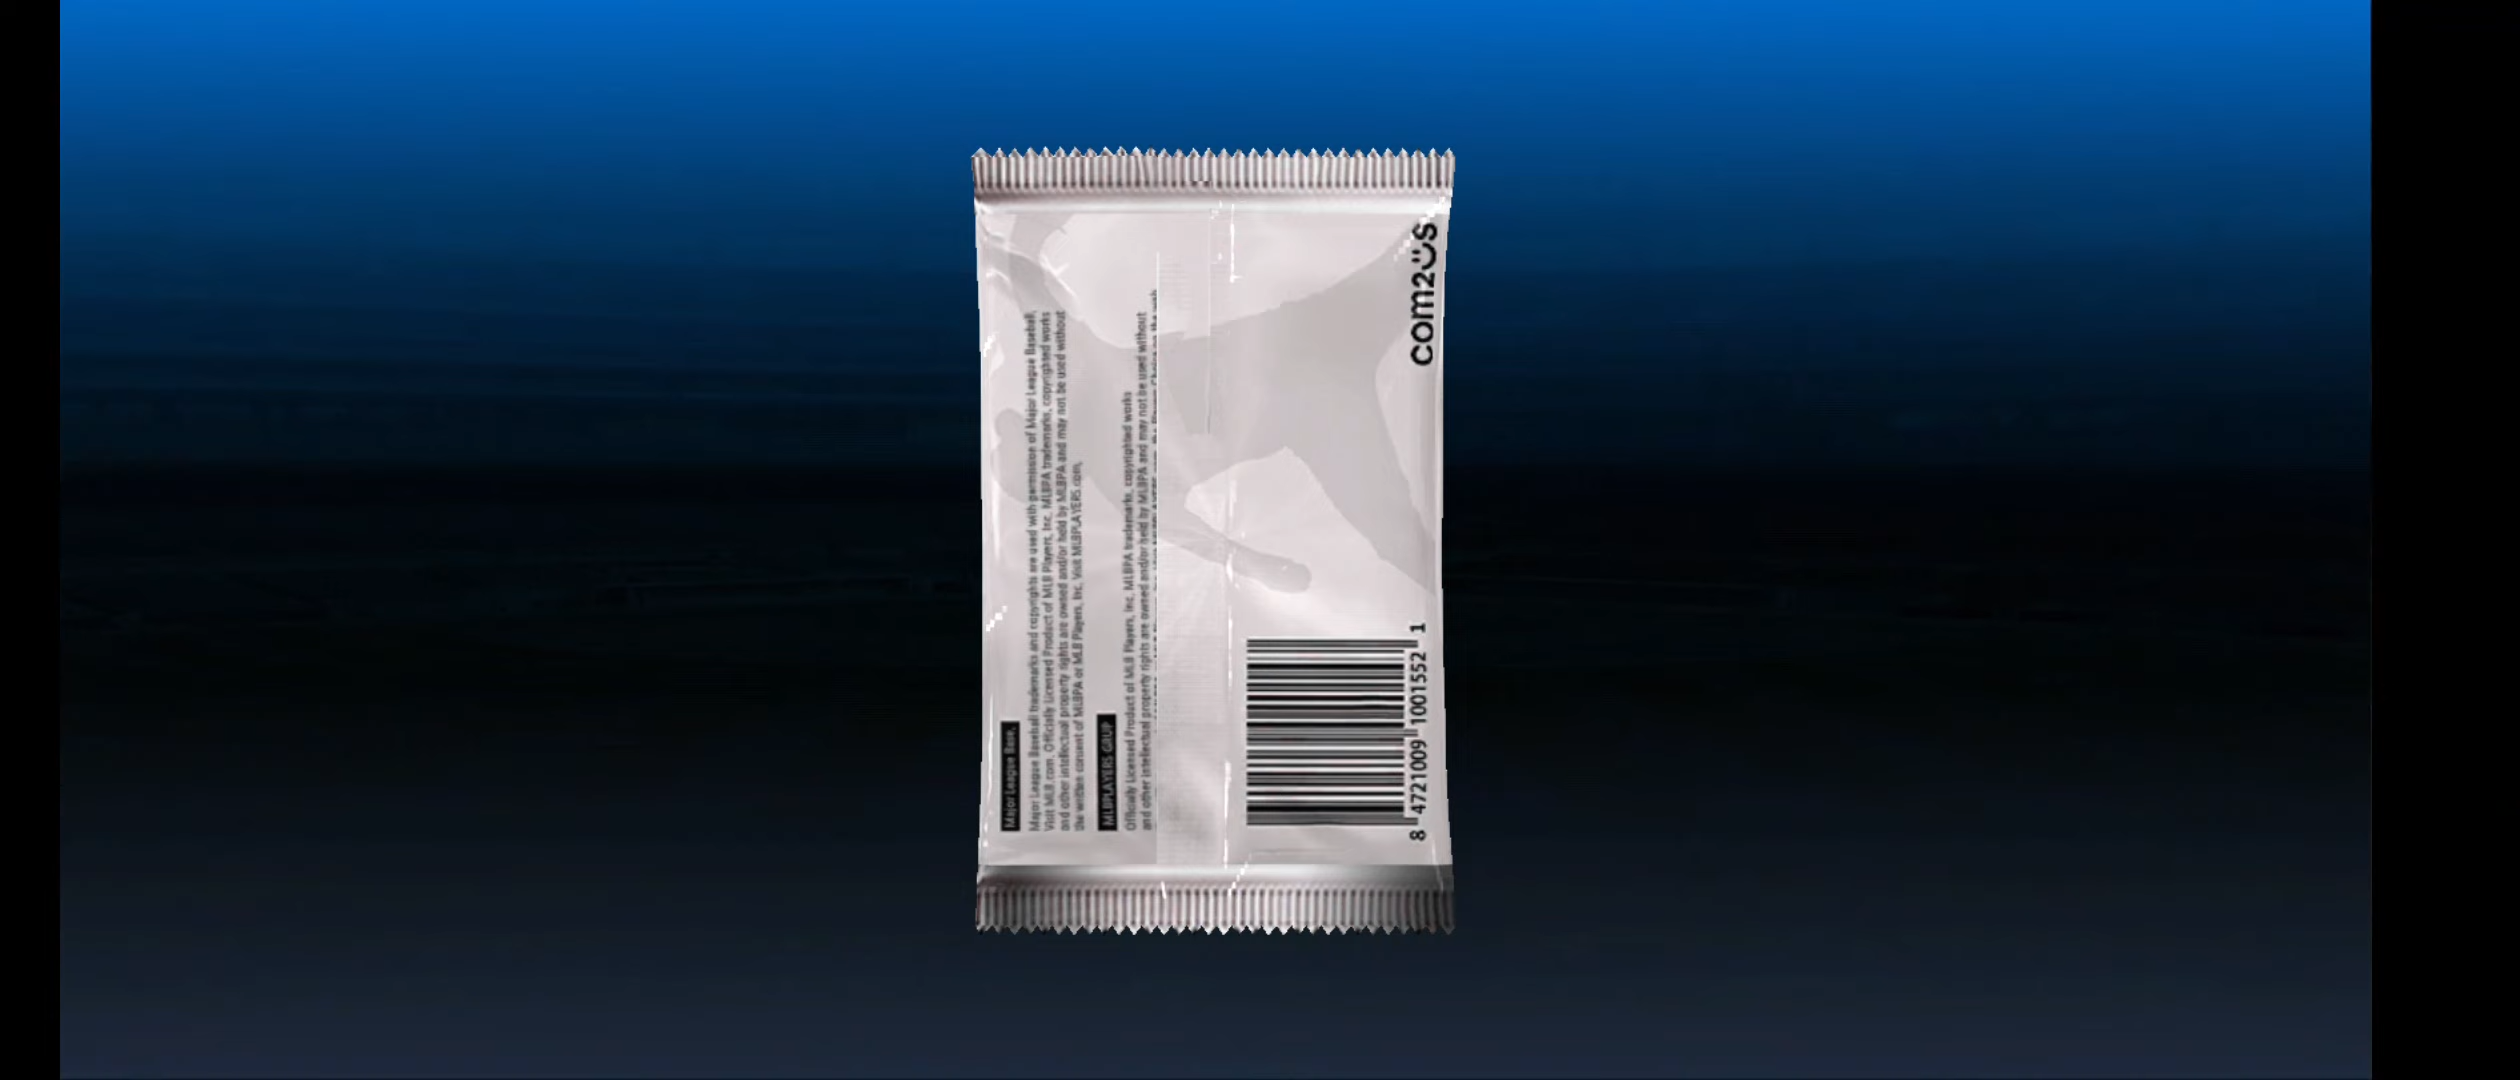 Major League Base,
Major League Baseball trademarks and copyrights are used with permission of Major League Baseball,
Visit MLB.com, Officially Licensed Product of MLB Players, Inc, MLBPA trademarks, copyrighted works
and other intellectual property rights are owned and/or held by MLBPA and may not be used without
the written consent of MLBPA or MLB Players, Inc, Visit MLBPLAYERS.com,
MLBPLAYERS GRUP
Officially Licensed Product of MLB Players, Inc, MLBPA trademarks, copyrighted works
and other intellectual property rights are owned and/or held by MLBPA and may not be used without
com2us
8 4721009 1001552 1